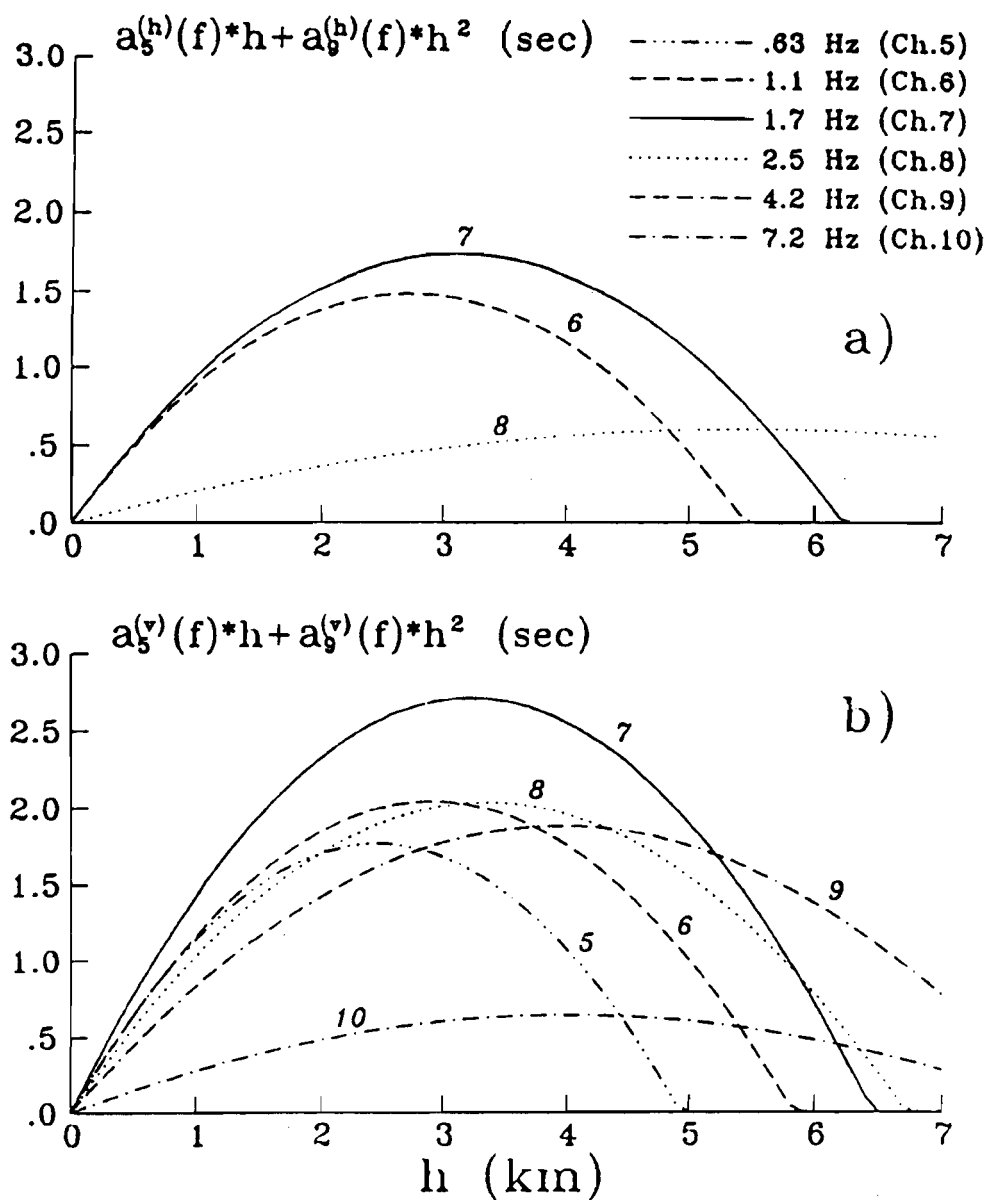 a₅⁽ʰ⁾(f)*h + a₉⁽ʰ⁾(f)*h² (sec)
.63 Hz (Ch.5)
1.1 Hz (Ch.6)
1.7 Hz (Ch.7)
2.5 Hz (Ch.8)
4.2 Hz (Ch.9)
7.2 Hz (Ch.10)
3.0
2.5
2.0
1.5
1.0
.5
.0
7
6
8
a)
0 1 2 3 4 5 6 7
a₅⁽ᵛ⁾(f)*h + a₉⁽ᵛ⁾(f)*h² (sec)
3.0
2.5
2.0
1.5
1.0
.5
.0
b)
7
8
9
6
5
10
0 1 2 3 4 5 6 7
h (km)